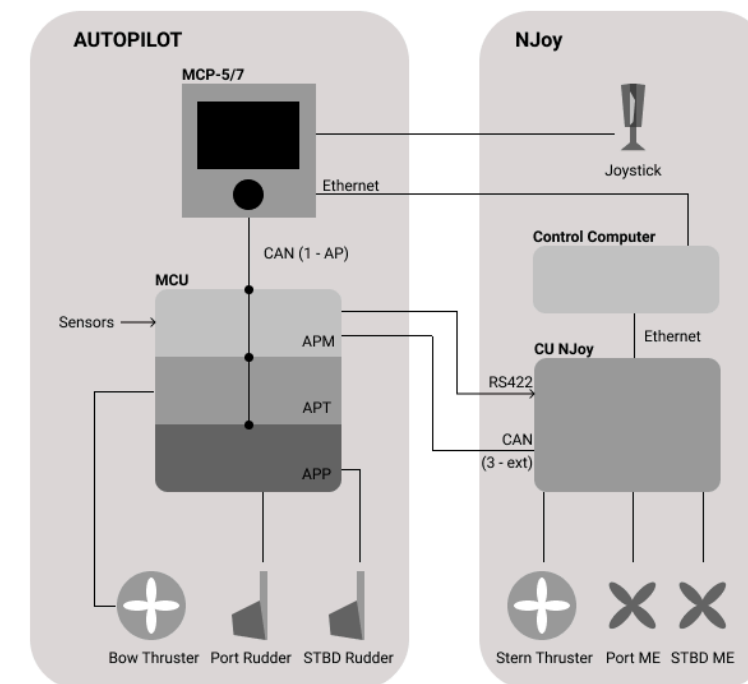 AUTOPILOT
NJoy
MCP-5/7
Joystick
Ethernet
Control Computer
CAN (1 - AP)
MCU
Sensors
APM
Ethernet
CU NJoy
RS422
APT
CAN
(3 - ext)
APP
Bow Thruster
Port Rudder
STBD Rudder
Stern Thruster
Port ME
STBD ME